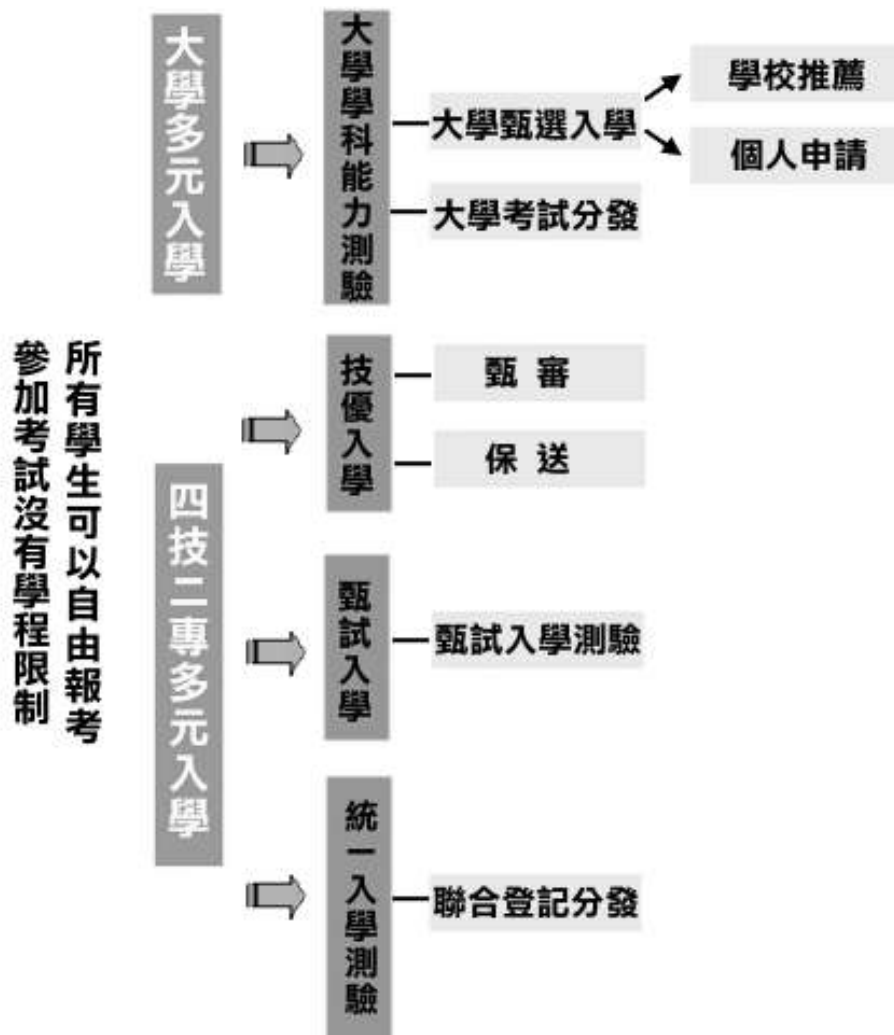 大學多元入學
大學學科能力測驗
大學甄選入學
學校推薦
個人申請
大學考試分發
所有學生可以自由報考
參加考試沒有學程限制
四技二專多元入學
技優入學
甄審
保送
甄試入學
甄試入學測驗
統一入學測驗
聯合登記分發